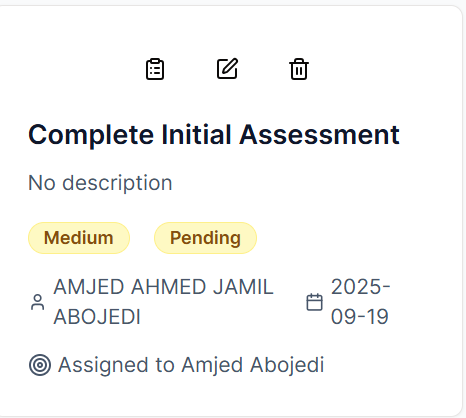 Complete Initial Assessment
No description
Medium Pending
AMJED AHMED JAMIL
ABOJEDI
2025-
09-19
Assigned to Amjed Abojedi